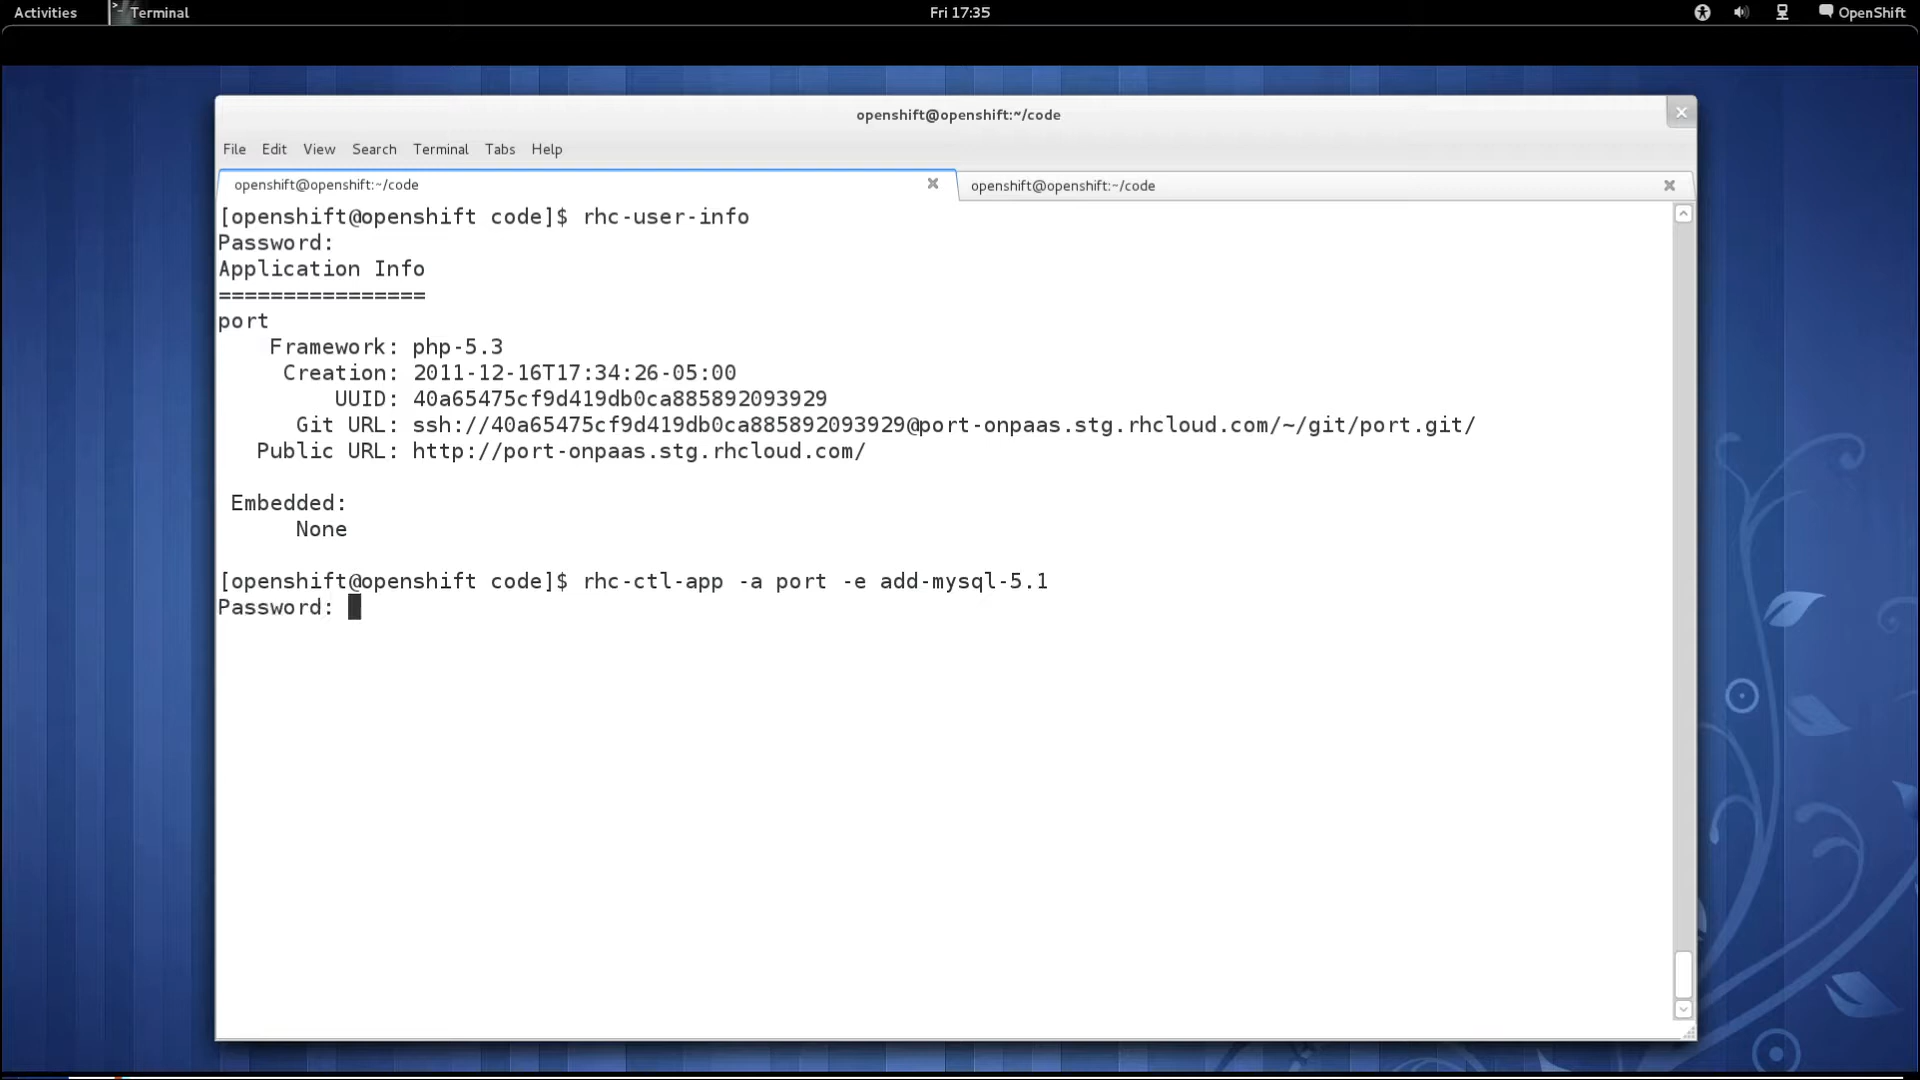 Activities Terminal Fri 17:35 OpenShift
openshift@openshift:~/code
File Edit View Search Terminal Tabs Help
openshift@openshift:~/code openshift@openshift:~/code
[openshift@openshift code]$ rhc-user-info
Password:
Application Info
================
port
Framework: php-5.3
Creation: 2011-12-16T17:34:26-05:00
UUID: 40a65475cf9d419db0ca885892093929
Git URL: ssh://40a65475cf9d419db0ca885892093929@port-onpaas.stg.rhcloud.com/~/git/port.git/
Public URL: http://port-onpaas.stg.rhcloud.com/
Embedded:
None
[openshift@openshift code]$ rhc-ctl-app -a port -e add-mysql-5.1
Password: